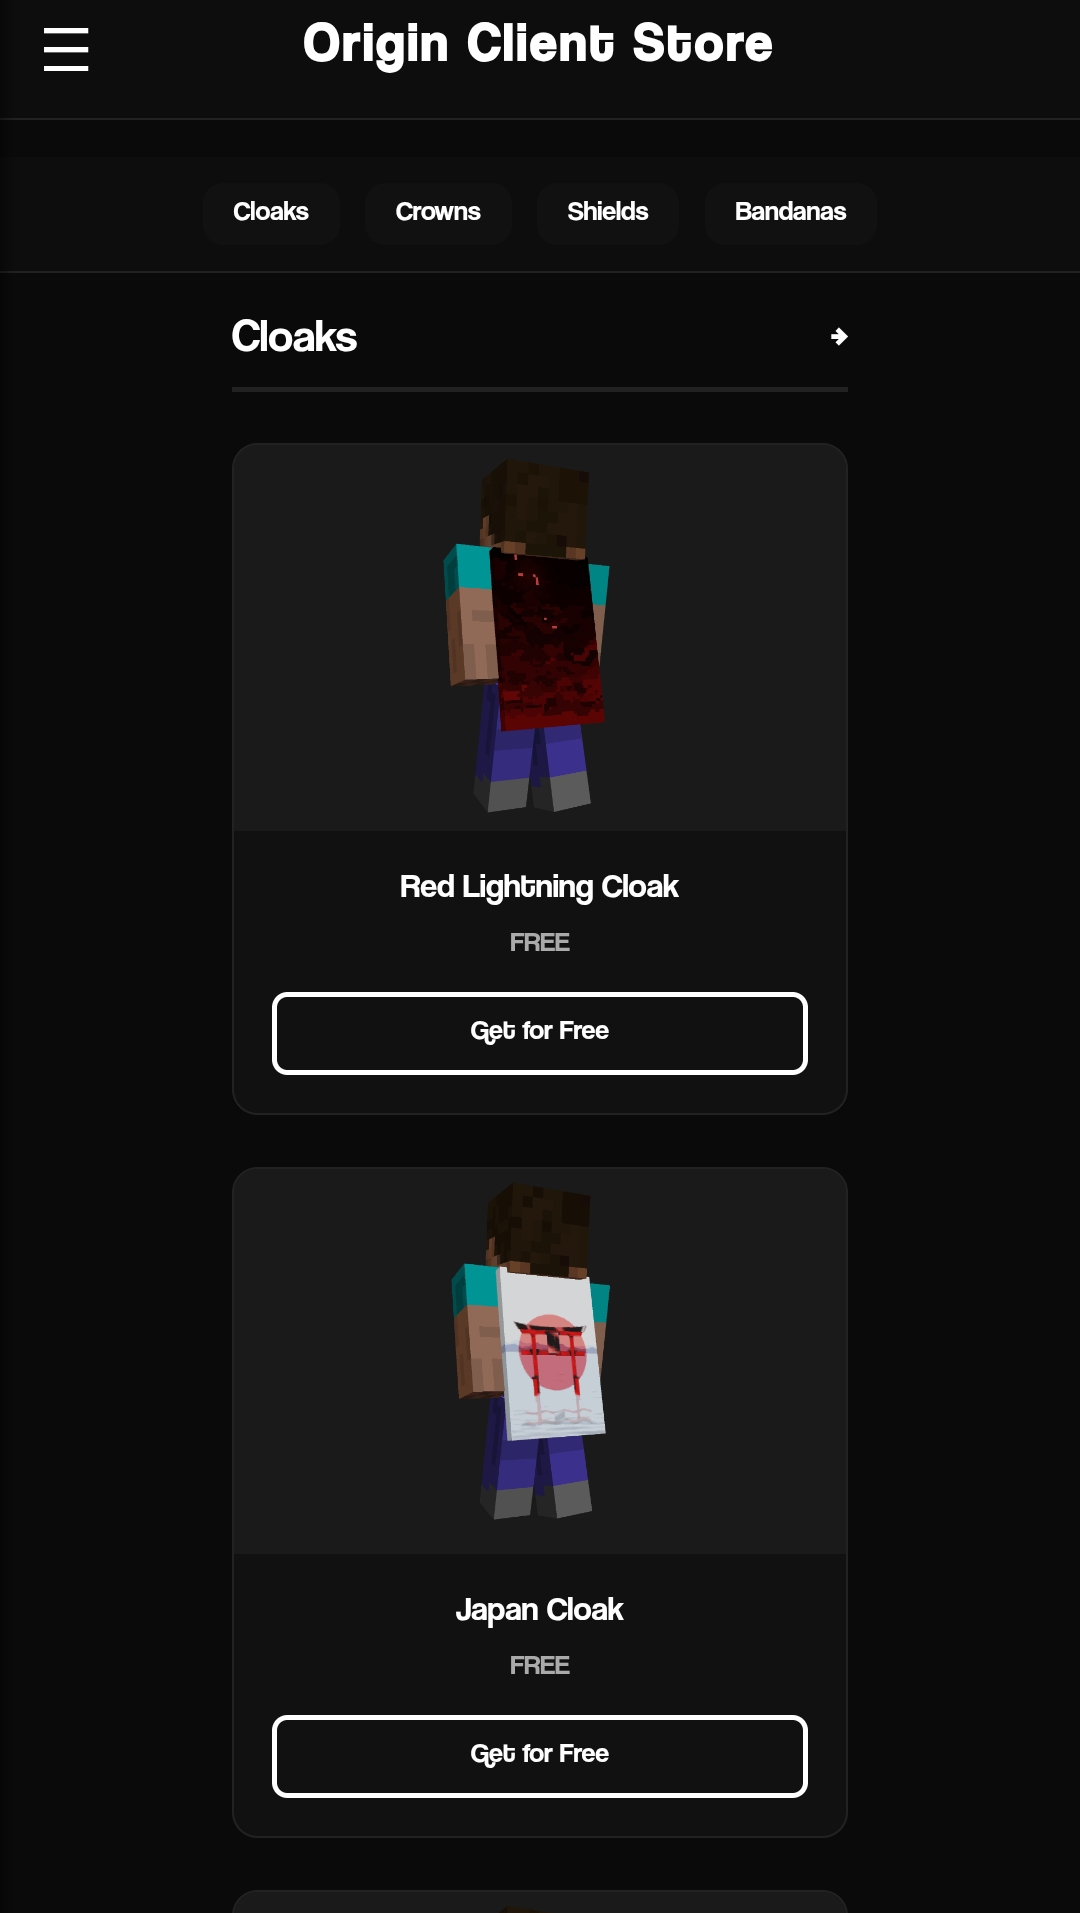 Origin Client Store
Cloaks
Crowns
Shields
Bandanas
Cloaks
Red Lightning Cloak
FREE
Get for Free
Japan Cloak
FREE
Get for Free